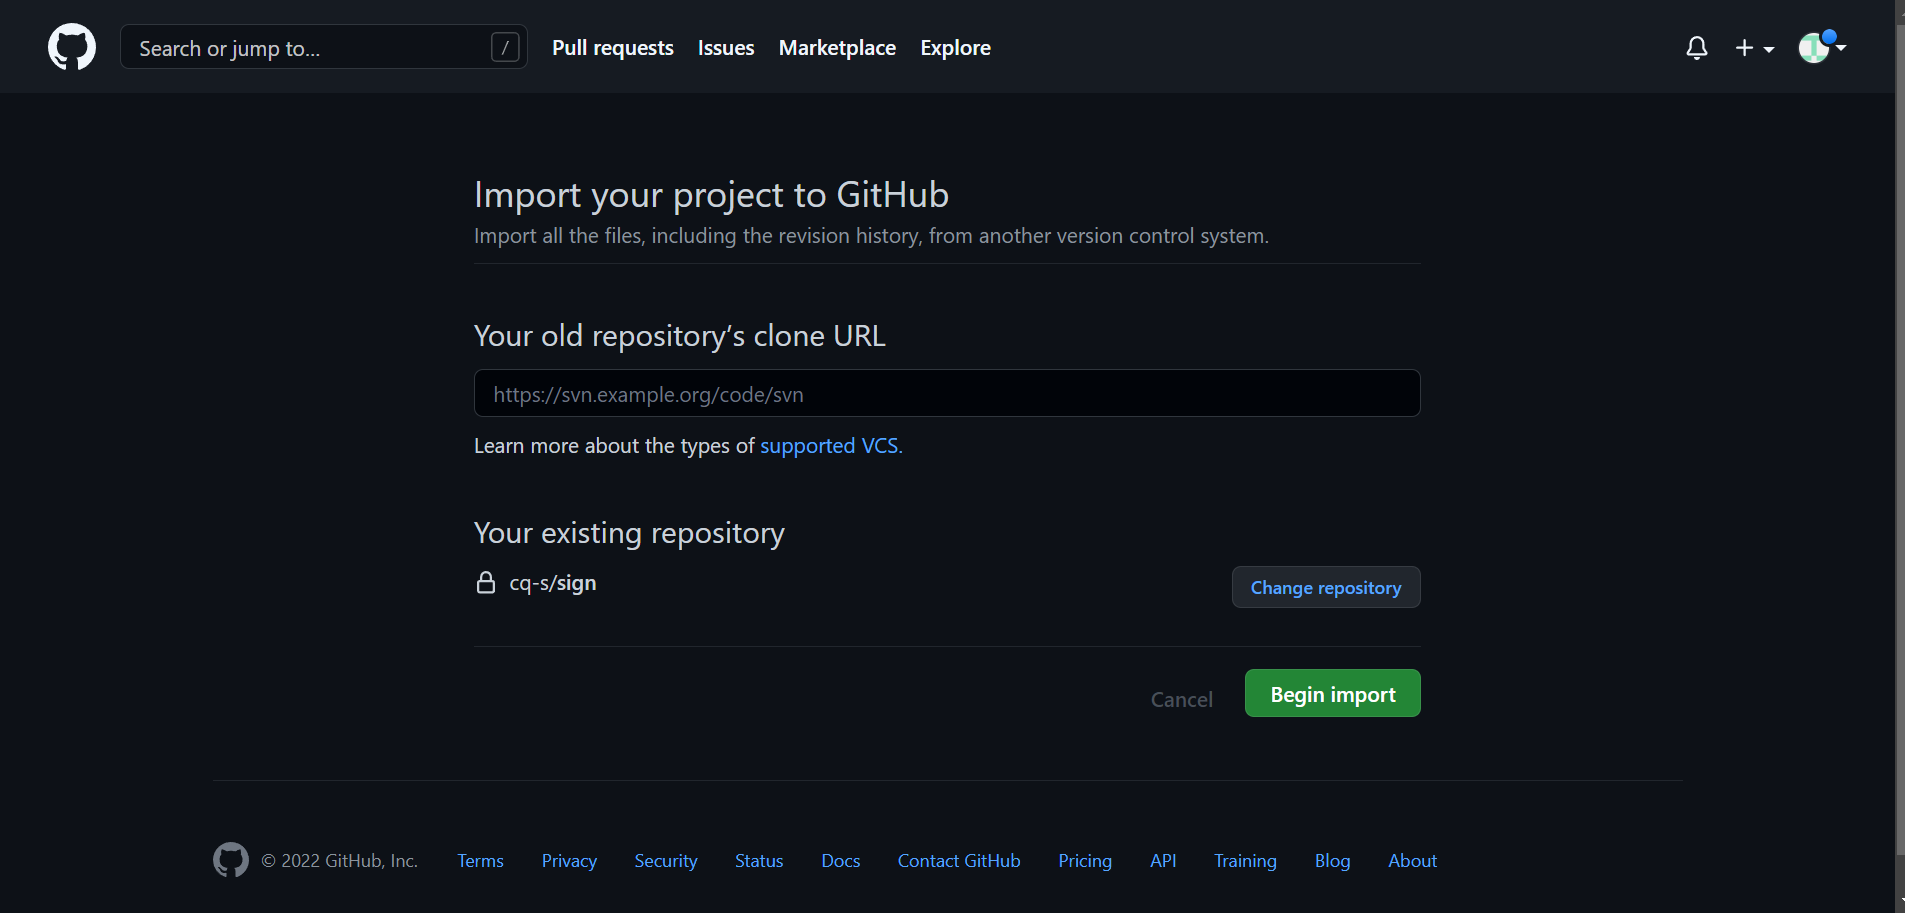 Search or jump to... /
Pull requests Issues Marketplace Explore
Import your project to GitHub
Import all the files, including the revision history, from another version control system.
Your old repository’s clone URL
https://svn.example.org/code/svn
Learn more about the types of supported VCS.
Your existing repository
cq-s/sign
Change repository
Cancel Begin import
© 2022 GitHub, Inc. Terms Privacy Security Status Docs Contact GitHub Pricing API Training Blog About